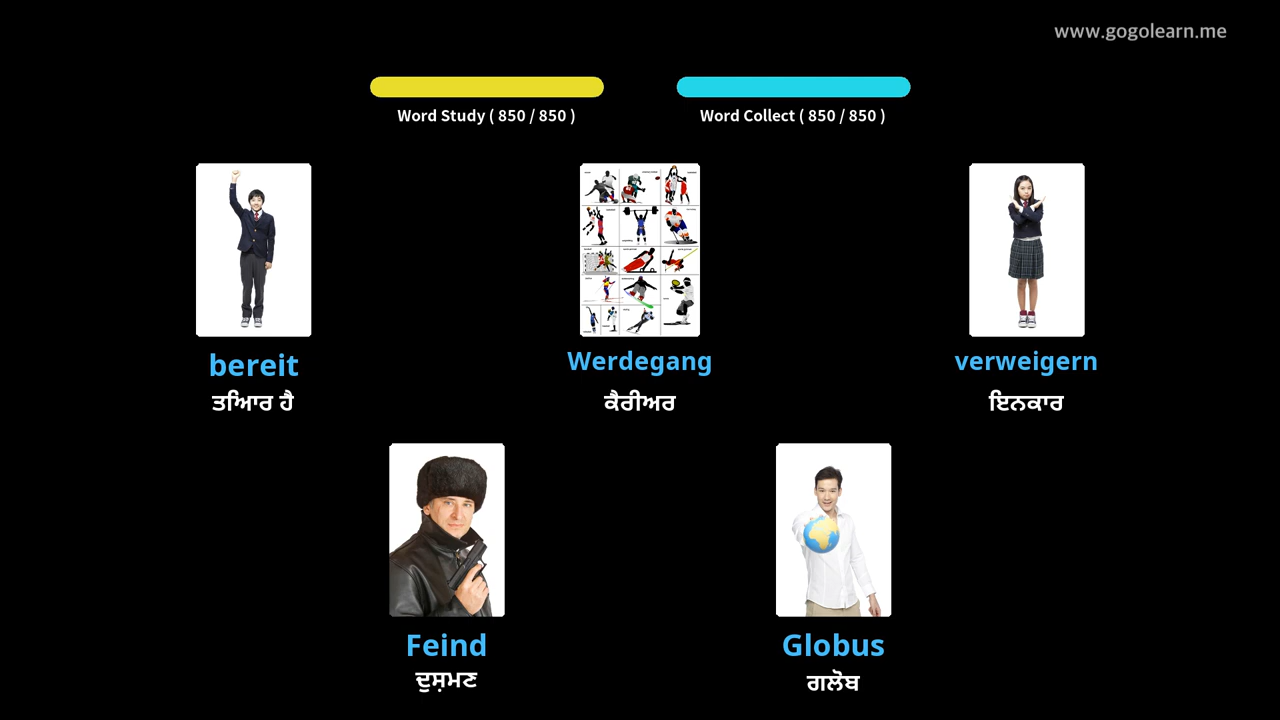 www.gogolearn.me
Word Study ( 850 / 850 )
Word Collect ( 850 / 850 )
bereit
ਤਿਆਰ ਹੈ
Werdegang
ਕੈਰੀਅਰ
verweigern
ਇਨਕਾਰ
Feind
ਦੁਸ਼ਮਣ
Globus
ਗਲੋਬ